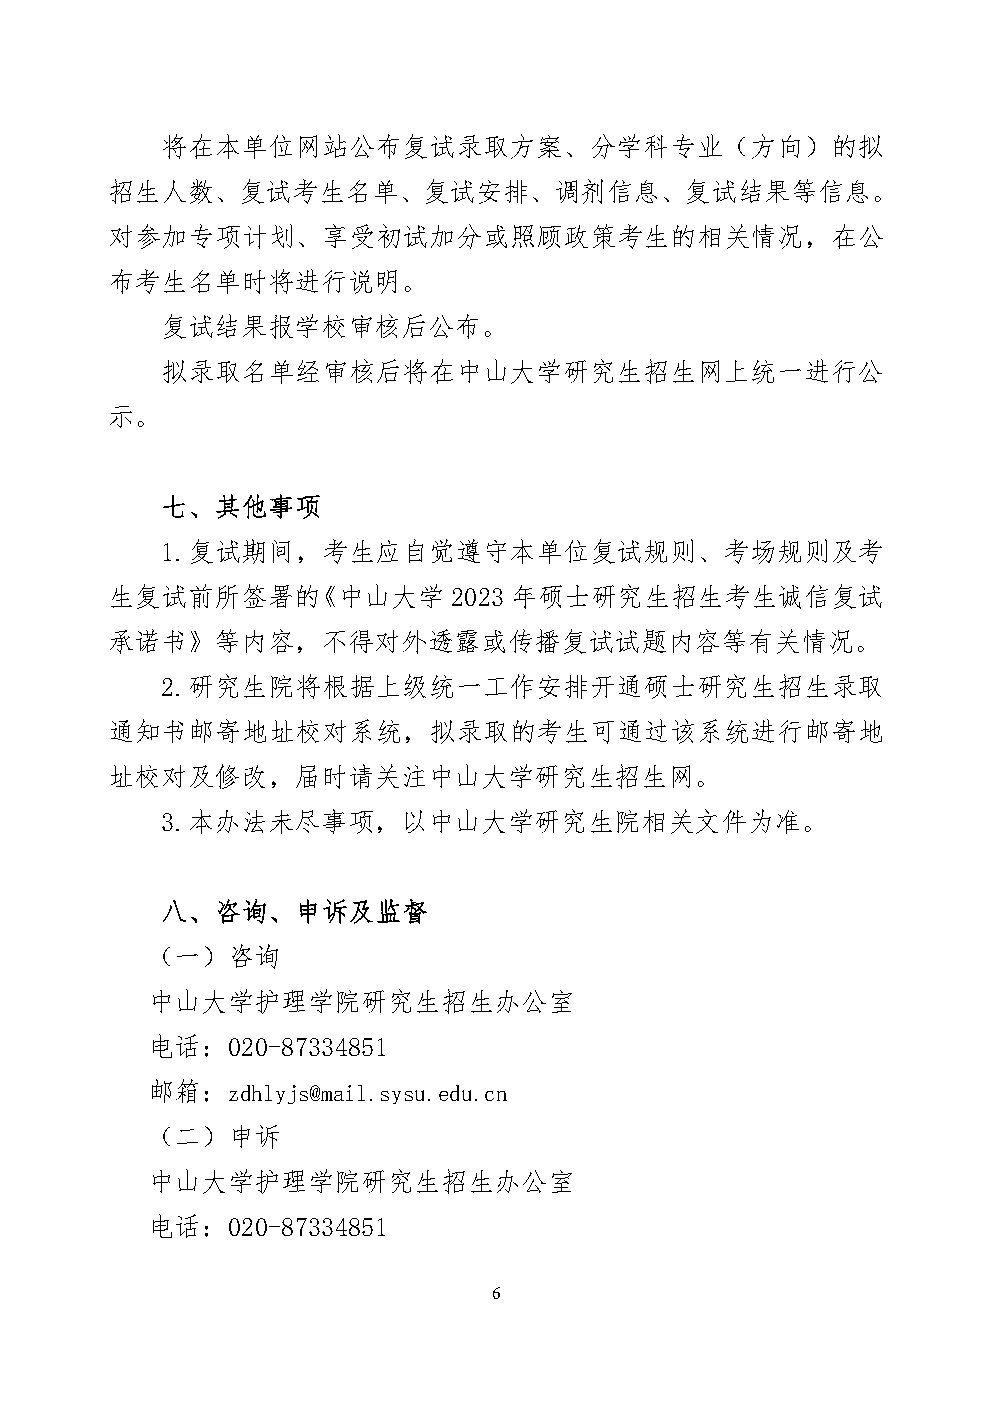 将在本单位网站公布复试录取方案、分学科专业（方向）的拟
招生人数、复试考生名单、复试安排、调剂信息、复试结果等信息。
对参加专项计划、享受初试加分或照顾政策考生的相关情况，在公
布考生名单时将进行说明。
复试结果报学校审核后公布。
拟录取名单经审核后将在中山大学研究生招生网上统一进行公
示。
七、其他事项
1.复试期间，考生应自觉遵守本单位复试规则、考场规则及考
生复试前所签署的《中山大学 2023 年硕士研究生招生考生诚信复试
承诺书》等内容，不得对外透露或传播复试试题内容等有关情况。
2.研究生院将根据上级统一工作安排开通硕士研究生招生录取
通知书邮寄地址校对系统，拟录取的考生可通过该系统进行邮寄地
址校对及修改，届时请关注中山大学研究生招生网。
3.本办法未尽事项，以中山大学研究生院相关文件为准。
八、咨询、申诉及监督
（一）咨询
中山大学护理学院研究生招生办公室
电话：020-87334851
邮箱：zdhlyjs@mail.sysu.edu.cn
（二）申诉
中山大学护理学院研究生招生办公室
电话：020-87334851
6